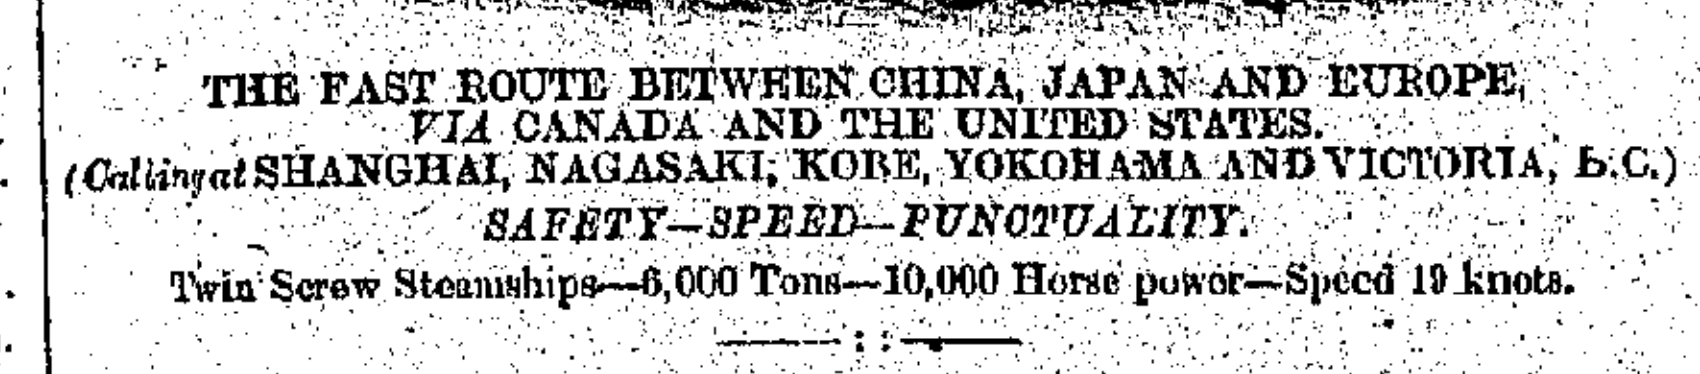 THE FAST ROUTE BETWEEN CHINA, JAPAN AND EUROPE,
VIA CANADA AND THE UNITED STATES.
(Calling at SHANGHAI, NAGASAKI, KOBE, YOKOHAMA AND VICTORIA, B.C.)
SAFETY—SPEED—PUNCTUALITY.
Twin Screw Steamships—6,000 Tons—10,000 Horse power—Speed 19 knots.